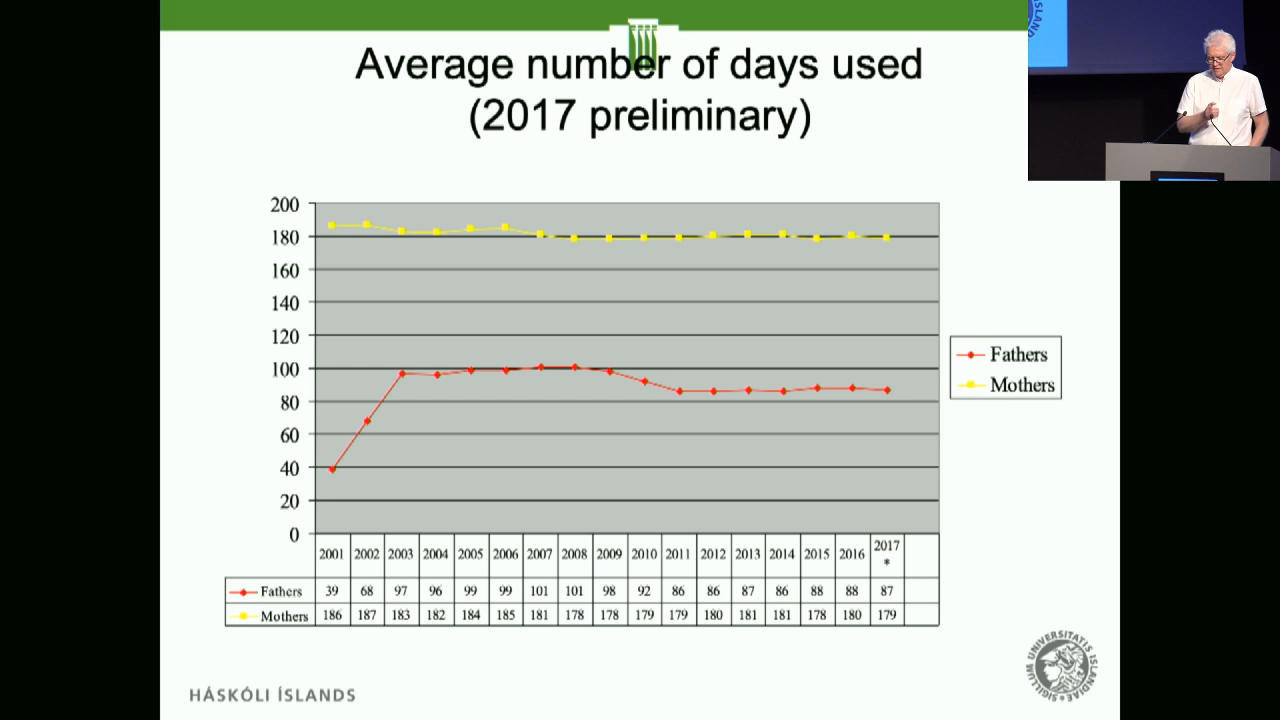 Average number of days used
(2017 preliminary)
200
180
160
140
120
100
80
60
40
20
0
Fathers
Mothers
2001 2002 2003 2004 2005 2006 2007 2008 2009 2010 2011 2012 2013 2014 2015 2016 2017 *
Fathers 39 68 97 96 99 99 101 101 98 92 86 86 87 86 88 88 87
Mothers 186 187 183 182 184 185 181 178 178 179 179 180 181 181 178 180 179
HÁSKÓLI ÍSLANDS
SIGILLUM UNIVERSITATIS ISLANDIAE